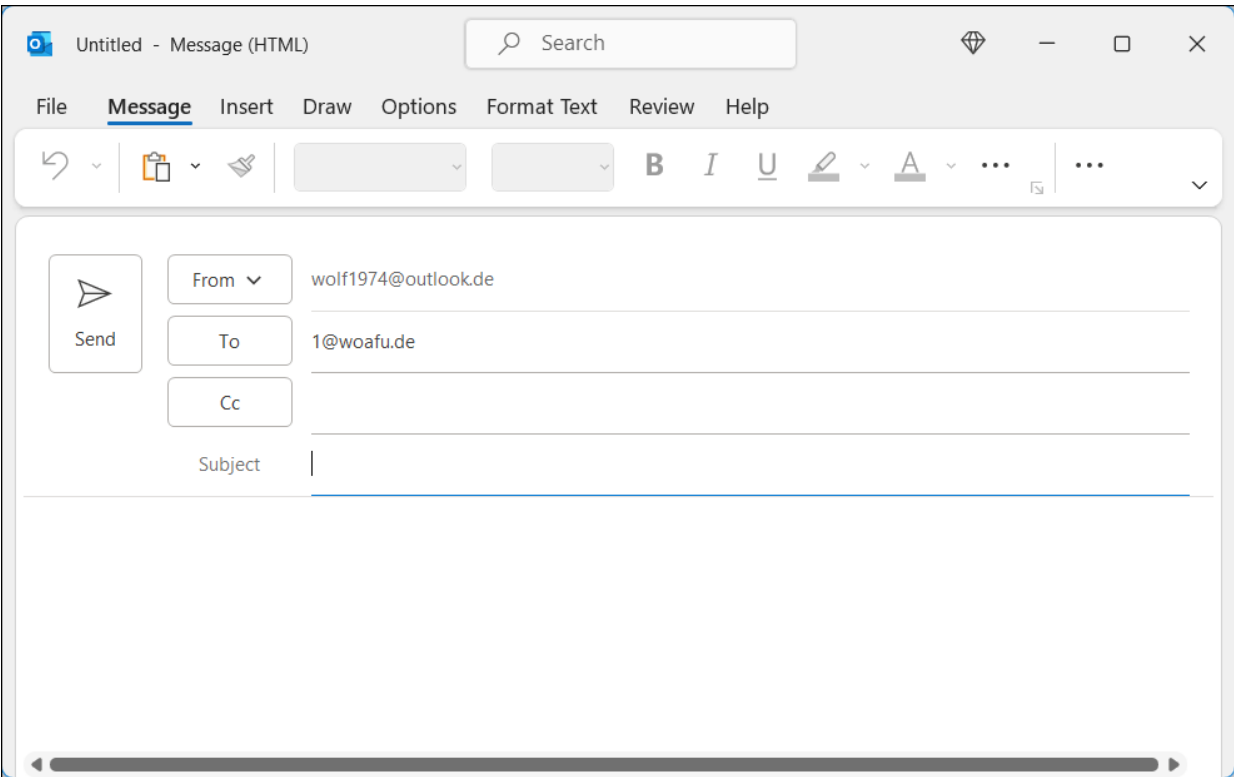 Untitled - Message (HTML) Search
File Message Insert Draw Options Format Text Review Help
B I U A
From wolf1974@outlook.de
Send To 1@woafu.de
Cc
Subject